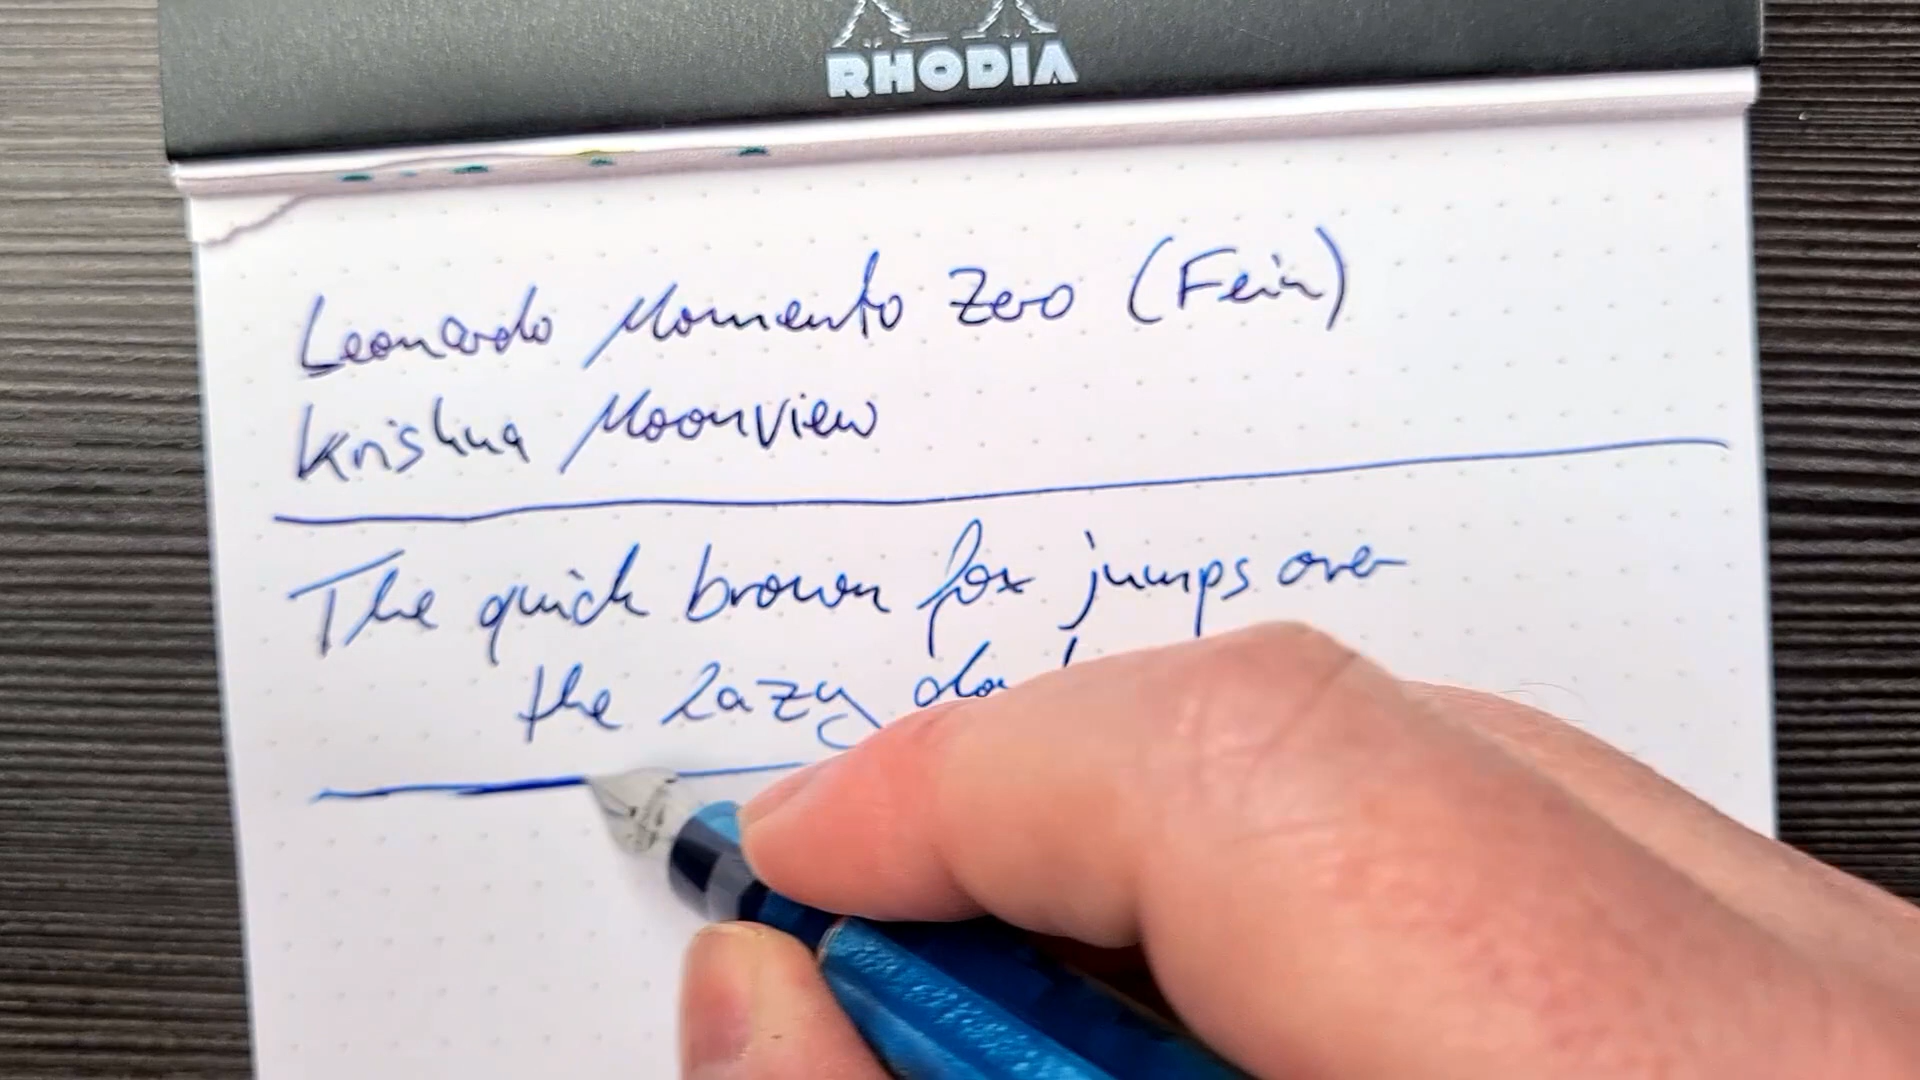 RHODIA
Leonardo Momento Zero (Fein)
Krishna Moonview
The quick brown fox jumps over
the lazy